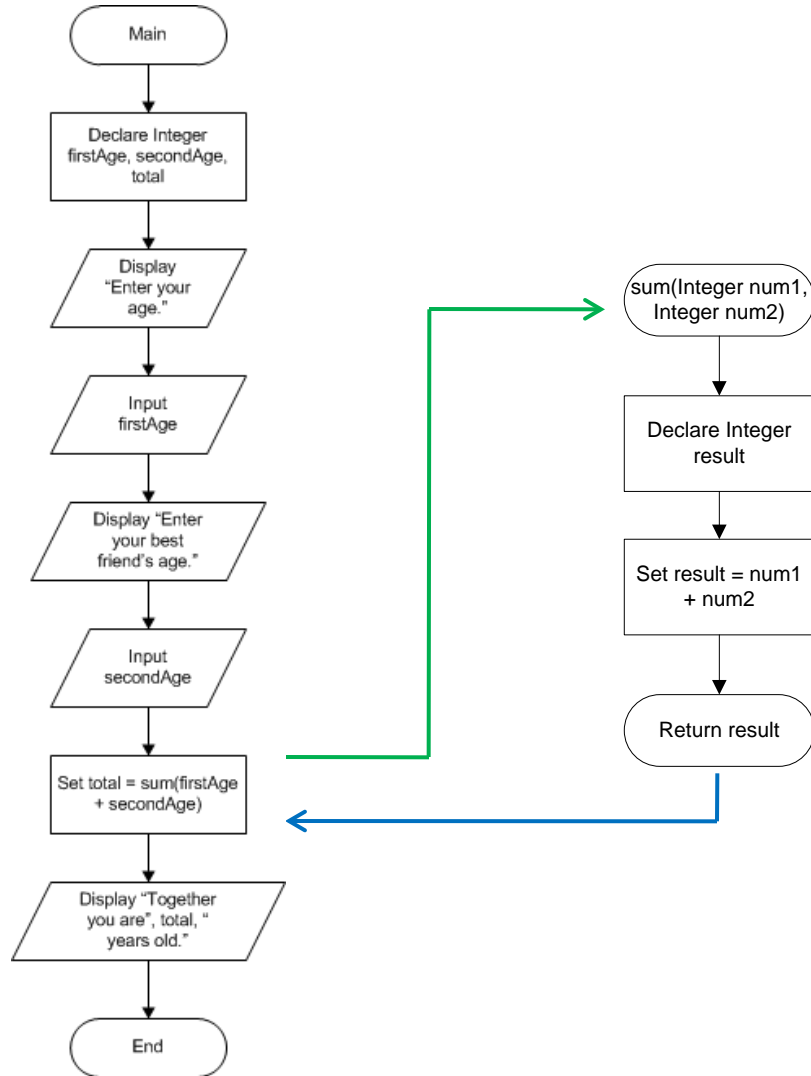 Main
Declare Integer
firstAge, secondAge,
total
Display
“Enter your
age.”
Input
firstAge
Display “Enter
your best
friend’s age.”
Input
secondAge
Set total = sum(firstAge
+ secondAge)
Display “Together
you are”, total, “
years old.”
End
sum(Integer num1,
Integer num2)
Declare Integer
result
Set result = num1
+ num2
Return result